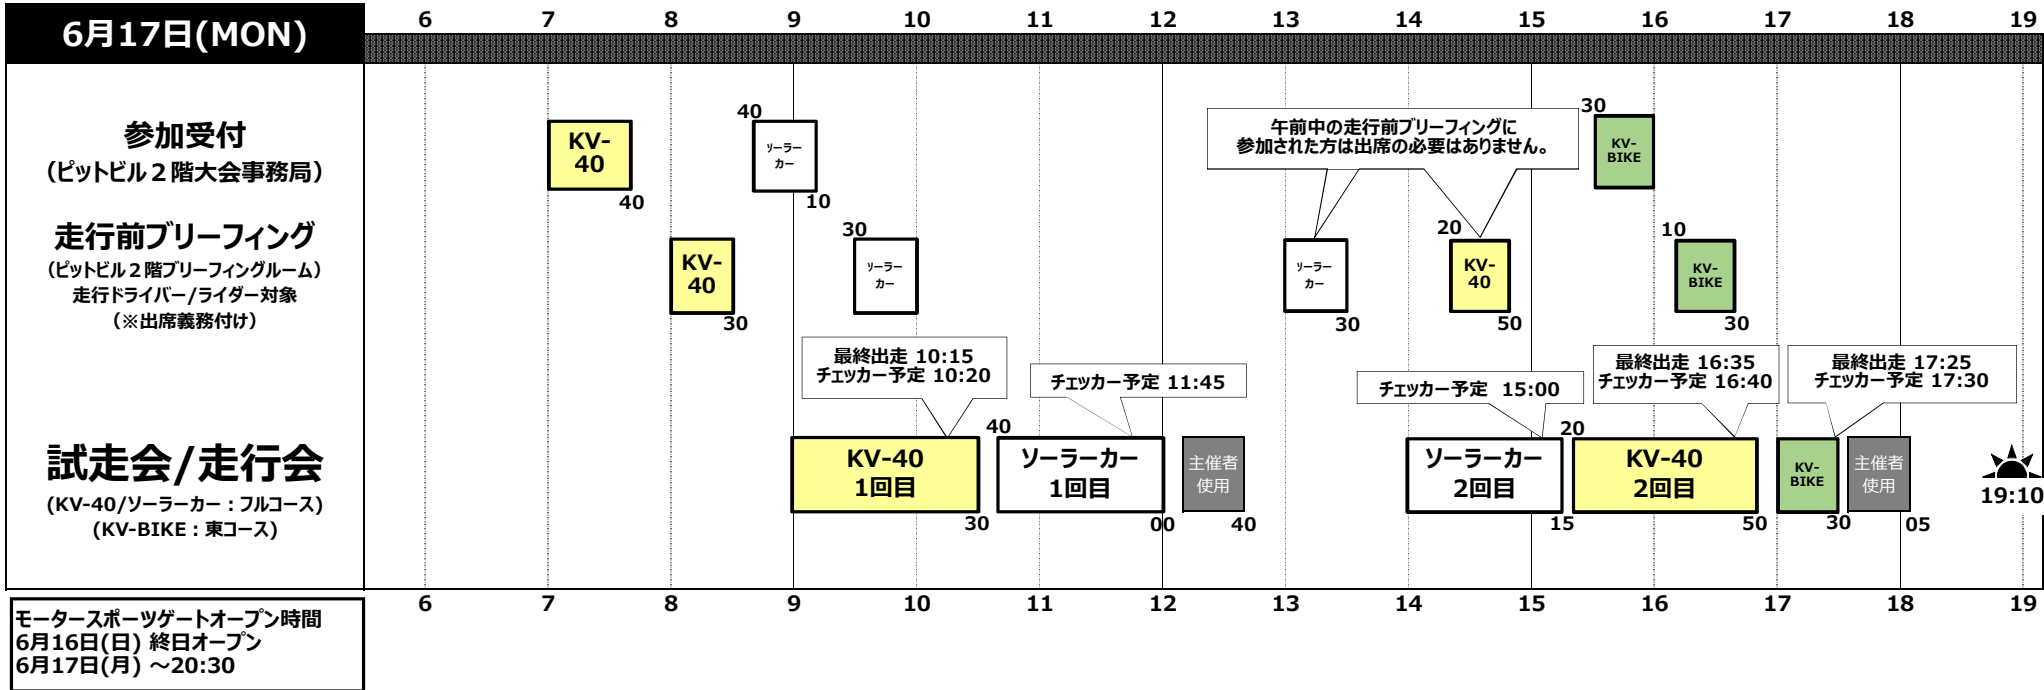 6月17日(MON)
6 7 8 9 10 11 12 13 14 15 16 17 18 19
参加受付
（ピットビル２階大会事務局）
KV-
40
40
40
ソーラー
カー
10
午前中の走行前ブリーフィングに
参加された方は出席の必要はありません。
30
KV-
BIKE
走行前ブリーフィング
（ピットビル２階ブリーフィングルーム）
走行ドライバー/ライダー対象
（※出席義務付け）
KV-
40
30
30
ソーラー
カー
ソーラー
カー
30
20
KV-
40
50
10
KV-
BIKE
30
最終出走 10:15
チェッカー予定 10:20
チェッカー予定 11:45
チェッカー予定 15:00
最終出走 16:35
チェッカー予定 16:40
最終出走 17:25
チェッカー予定 17:30
試走会/走行会
(KV-40/ソーラーカー：フルコース)
(KV-BIKE：東コース)
KV-40
1回目
30
40
ソーラーカー
1回目
00
主催者
使用
40
ソーラーカー
2回目
15
20
KV-40
2回目
50
KV-
BIKE
30
主催者
使用
05
19:10
6 7 8 9 10 11 12 13 14 15 16 17 18 19
モータースポーツゲートオープン時間
6月16日(日) 終日オープン
6月17日(月) ～20:30